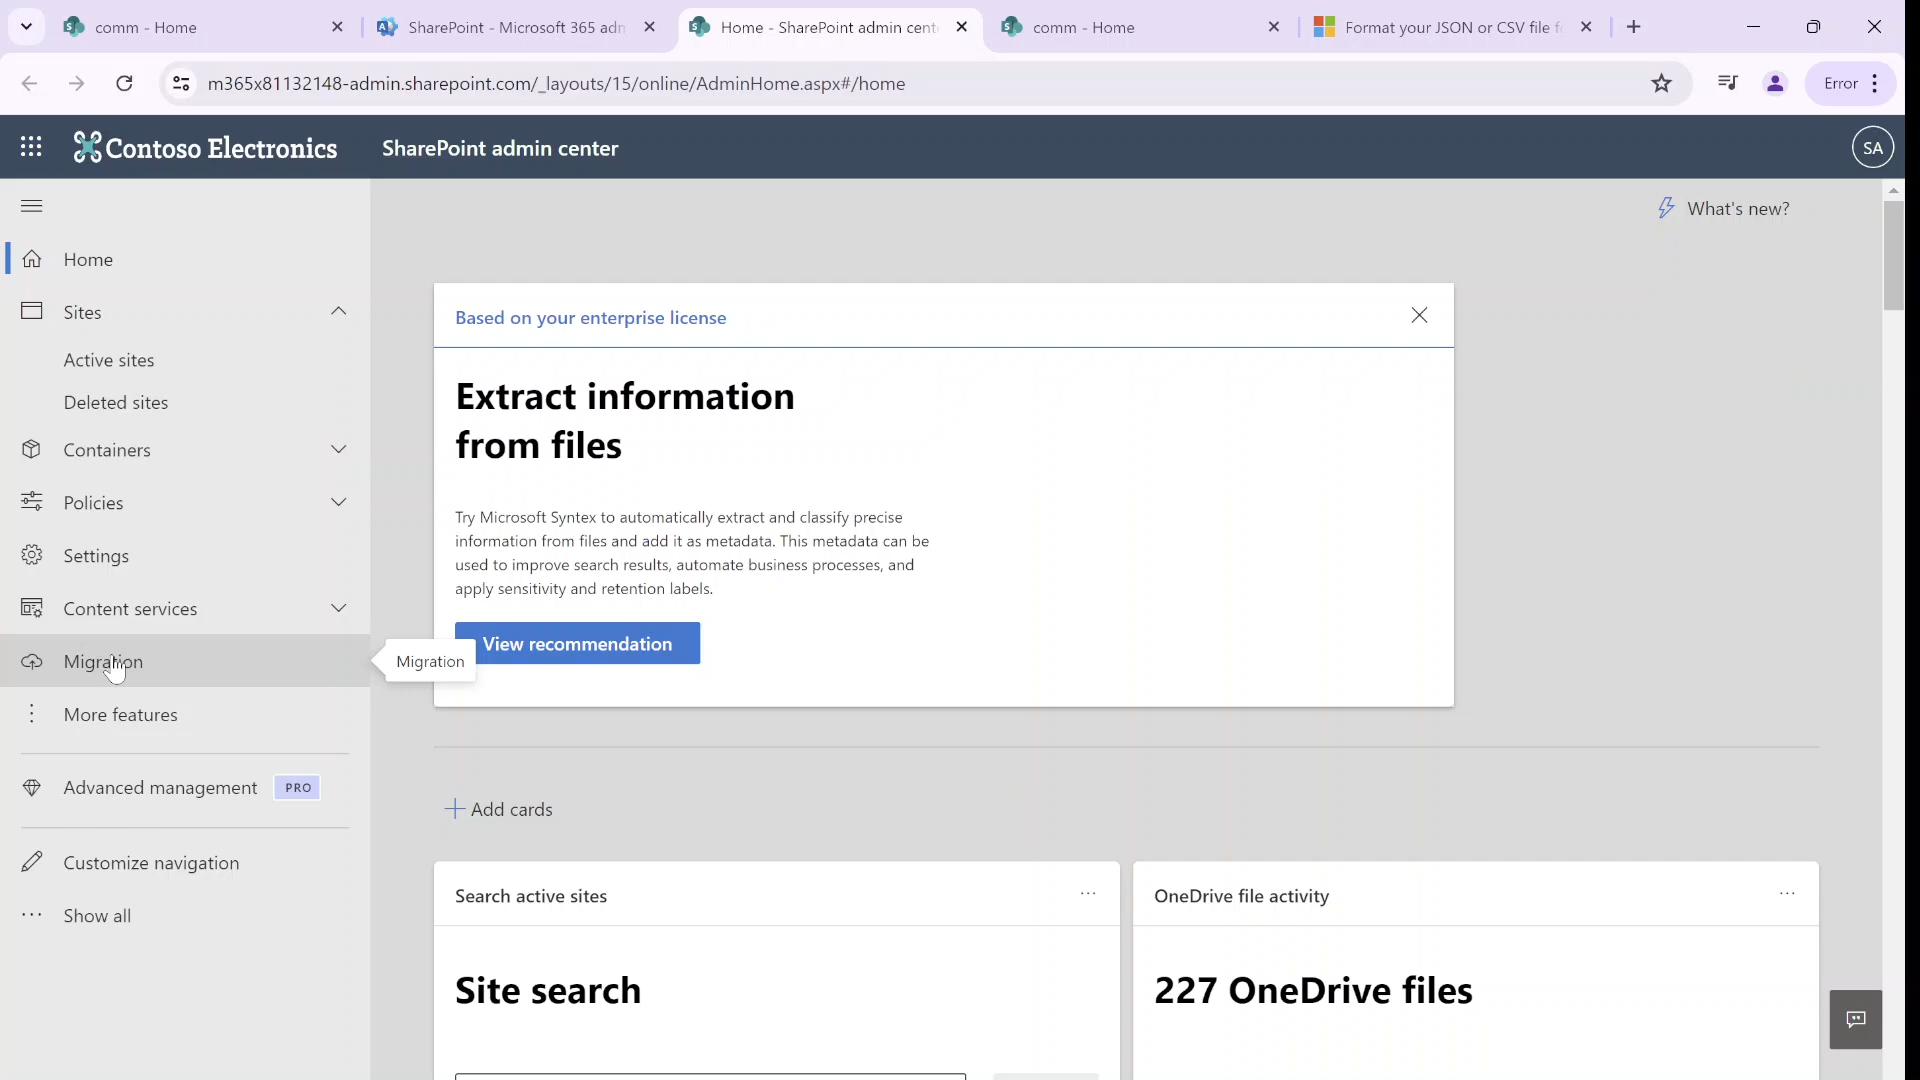 comm - Home
SharePoint - Microsoft 365 adm
Home - SharePoint admin cent
comm - Home
Format your JSON or CSV file f
m365x81132148-admin.sharepoint.com/_layouts/15/online/AdminHome.aspx#/home
Error
Contoso Electronics
SharePoint admin center
SA
What's new?
Home
Sites
Active sites
Deleted sites
Containers
Policies
Settings
Content services
Migration
Migration
More features
Advanced management PRO
Customize navigation
Show all
Based on your enterprise license
Extract information
from files
Try Microsoft Syntex to automatically extract and classify precise
information from files and add it as metadata. This metadata can be
used to improve search results, automate business processes, and
apply sensitivity and retention labels.
View recommendation
Add cards
Search active sites
Site search
OneDrive file activity
227 OneDrive files